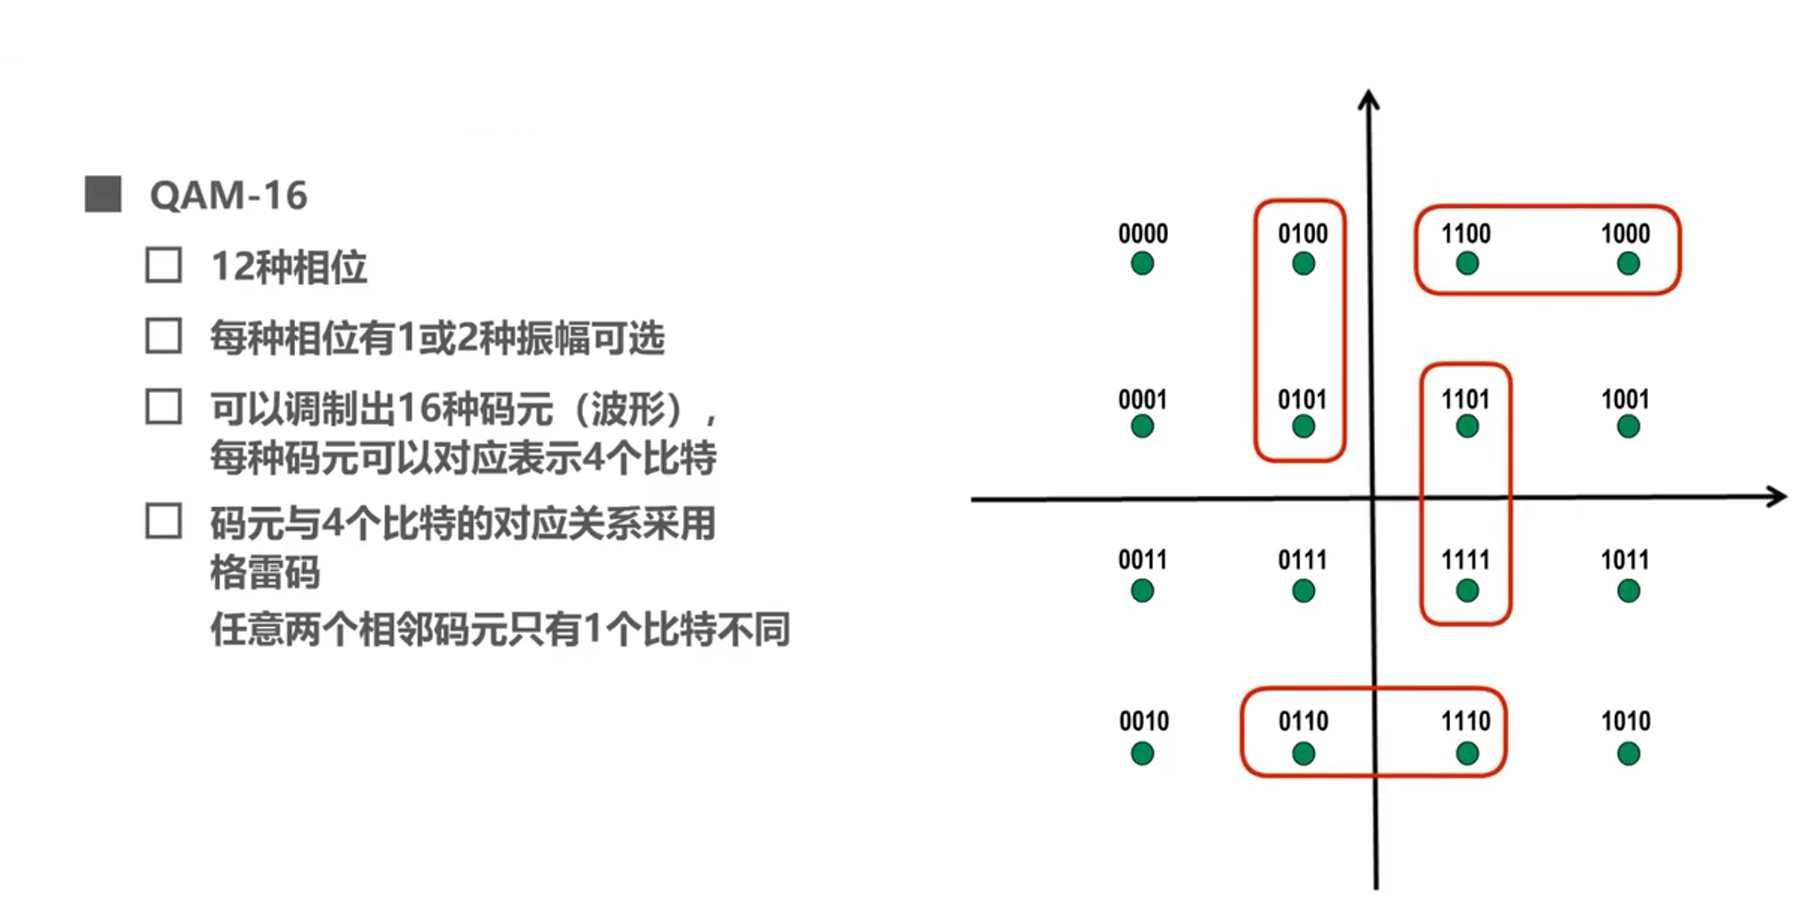 QAM-16
12种相位
每种相位有1或2种振幅可选
可以调制出16种码元（波形），
每种码元可以对应表示4个比特
码元与4个比特的对应关系采用
格雷码
任意两个相邻码元只有1个比特不同
0000 0100 1100 1000
0001 0101 1101 1001
0011 0111 1111 1011
0010 0110 1110 1010